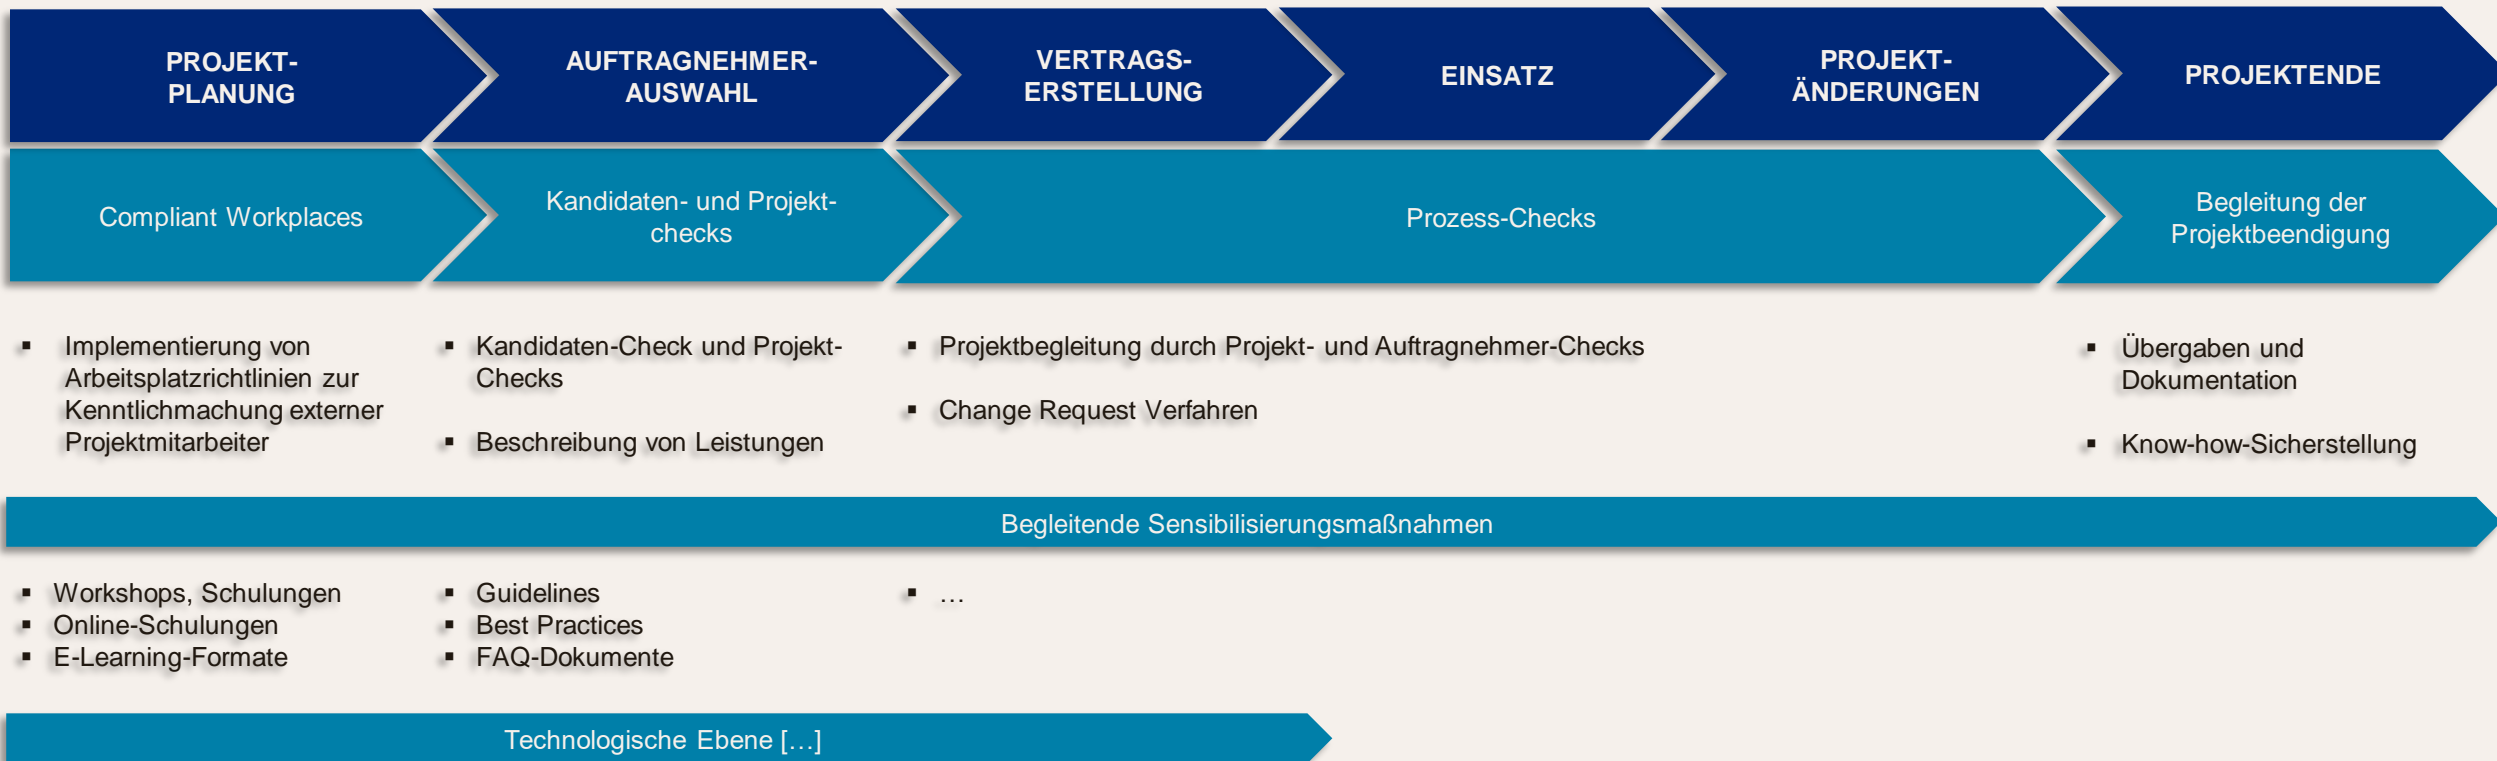 PROJEKT-
PLANUNG
AUFTRAGNEHMER-
AUSWAHL
VERTRAGS-
ERSTELLUNG
EINSATZ
PROJEKT-
ÄNDERUNGEN
PROJEKTENDE
Compliant Workplaces
Kandidaten- und Projekt-
checks
Prozess-Checks
Begleitung der
Projektbeendigung
▪ Implementierung von
Arbeitsplatzrichtlinien zur
Kenntlichmachung externer
Projektmitarbeiter
▪ Kandidaten-Check und Projekt-
Checks
▪ Beschreibung von Leistungen
▪ Projektbegleitung durch Projekt- und Auftragnehmer-Checks
▪ Change Request Verfahren
▪ Übergaben und
Dokumentation
▪ Know-how-Sicherstellung
Begleitende Sensibilisierungsmaßnahmen
▪ Workshops, Schulungen
▪ Online-Schulungen
▪ E-Learning-Formate
▪ Guidelines
▪ Best Practices
▪ FAQ-Dokumente
▪ …
Technologische Ebene […]